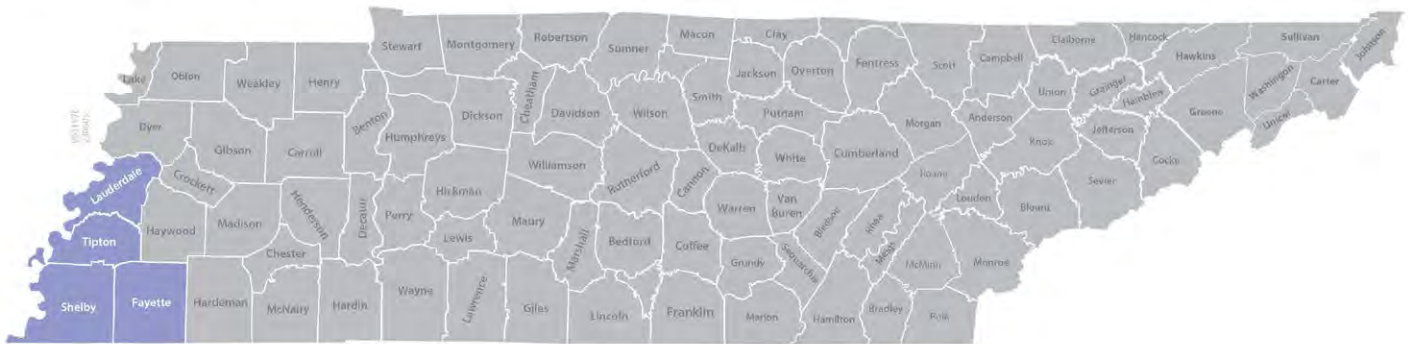 Stewart
Montgomery
Robertson
Sumner
Macon
Clay
Claiborne
Hancock
Sullivan
Johnson
Lake
Obion
Weakley
Henry
Cheatham
Jackson
Overton
Fentress
Scott
Campbell
Hawkins
Union
Grainger
Hamblen
Washington
Carter
Benton
Humphreys
Dickson
Davidson
Wilson
Smith
Putnam
Morgan
Anderson
Greene
Unicoi
Dyer
Gibson
Carroll
DeKalb
White
Cumberland
Knox
Jefferson
Cocke
Lauderdale
Crockett
Henderson
Decatur
Perry
Hickman
Williamson
Rutherford
Cannon
Roane
Loudon
Blount
Sevier
Tipton
Haywood
Madison
Chester
Lewis
Maury
Marshall
Bedford
Coffee
Warren
Van
Buren
Bledsoe
Rhea
Meigs
McMinn
Monroe
Grundy
Sequatchie
Shelby
Fayette
Hardeman
McNairy
Hardin
Wayne
Lawrence
Giles
Lincoln
Franklin
Marion
Hamilton
Bradley
Polk